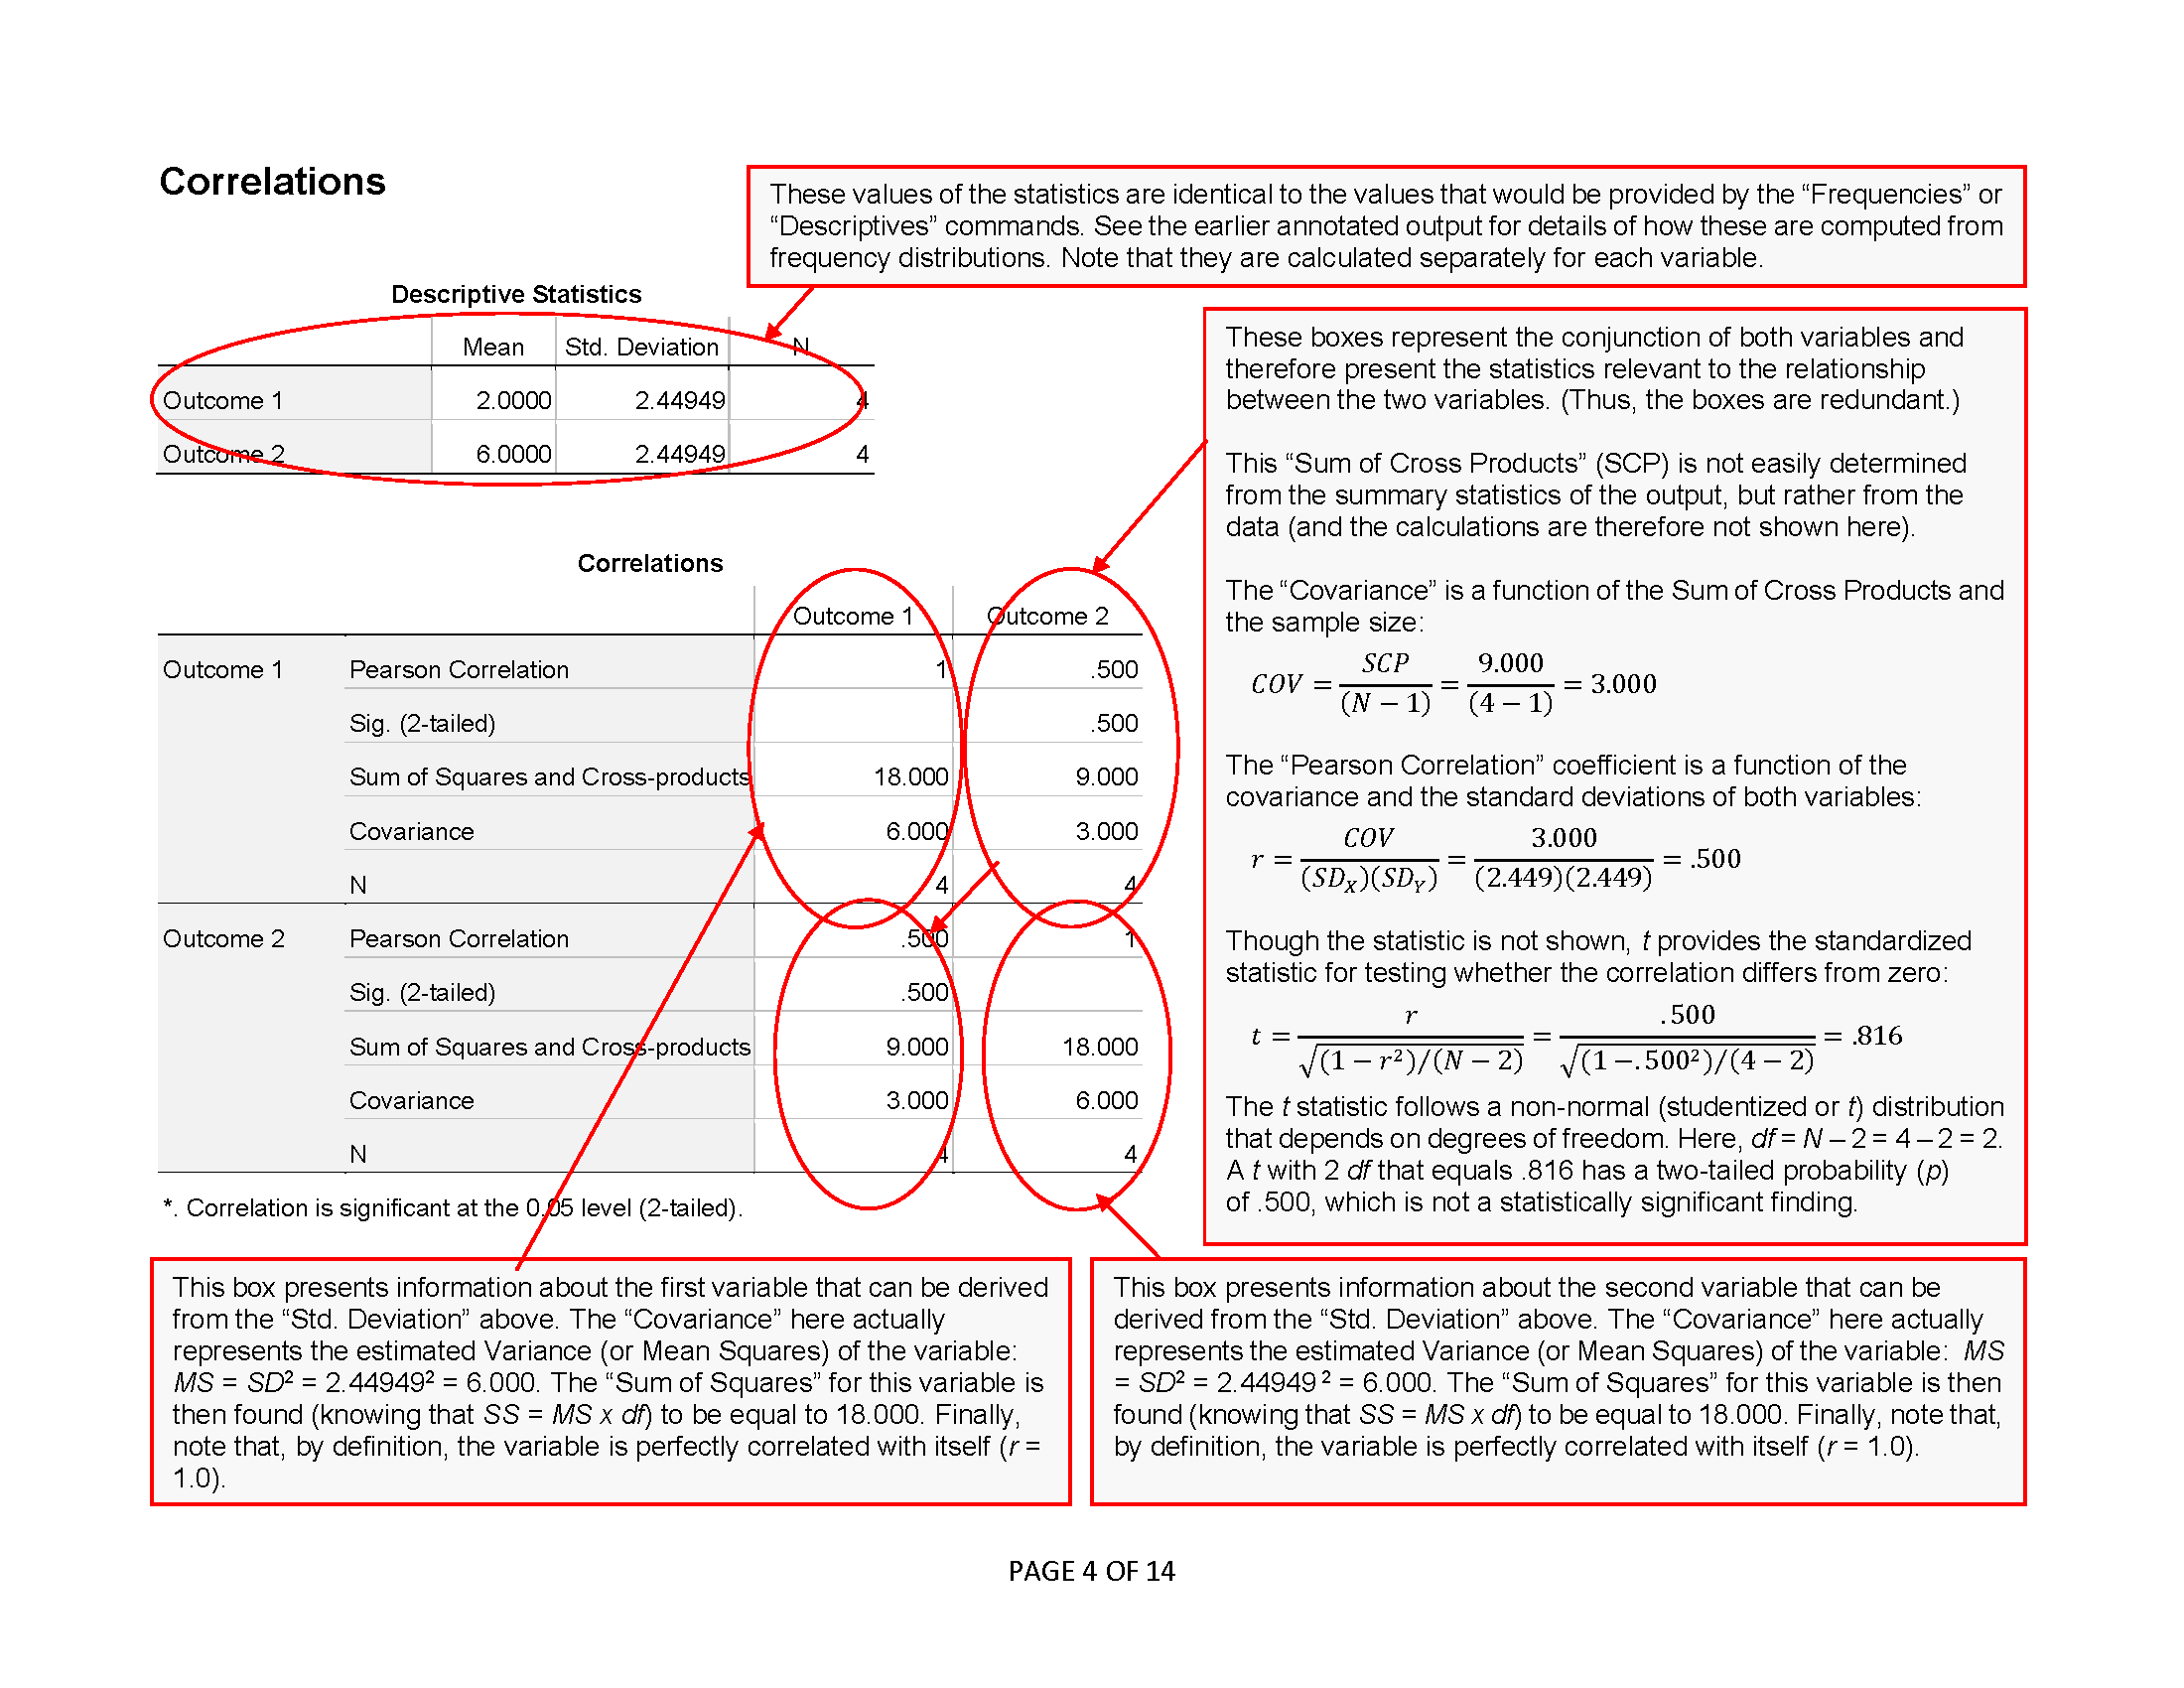 Correlations
These values of the statistics are identical to the values that would be provided by the “Frequencies” or
“Descriptives” commands. See the earlier annotated output for details of how these are computed from
frequency distributions. Note that they are calculated separately for each variable.
Descriptive Statistics
Mean Std. Deviation N
Outcome 1 2.0000 2.44949 4
Outcome 2 6.0000 2.44949 4
These boxes represent the conjunction of both variables and
therefore present the statistics relevant to the relationship
between the two variables. (Thus, the boxes are redundant.)
This “Sum of Cross Products” (SCP) is not easily determined
from the summary statistics of the output, but rather from the
data (and the calculations are therefore not shown here).
The “Covariance” is a function of the Sum of Cross Products and
the sample size:
COV = SCP / (N − 1) = 9.000 / (4 − 1) = 3.000
The “Pearson Correlation” coefficient is a function of the
covariance and the standard deviations of both variables:
r = COV / (SD_X)(SD_Y) = 3.000 / (2.449)(2.449) = .500
Though the statistic is not shown, t provides the standardized
statistic for testing whether the correlation differs from zero:
t = r / √(1 − r²)/(N − 2) = .500 / √(1 −.500²)/(4 − 2) = .816
The t statistic follows a non-normal (studentized or t) distribution
that depends on degrees of freedom. Here, df = N – 2 = 4 – 2 = 2.
A t with 2 df that equals .816 has a two-tailed probability (p)
of .500, which is not a statistically significant finding.
Correlations
Outcome 1 Outcome 2
Outcome 1 Pearson Correlation 1 .500
Sig. (2-tailed) .500
Sum of Squares and Cross-products 18.000 9.000
Covariance 6.000 3.000
N 4 4
Outcome 2 Pearson Correlation .500 1
Sig. (2-tailed) .500
Sum of Squares and Cross-products 9.000 18.000
Covariance 3.000 6.000
N 4 4
*. Correlation is significant at the 0.05 level (2-tailed).
This box presents information about the first variable that can be derived
from the “Std. Deviation” above. The “Covariance” here actually
represents the estimated Variance (or Mean Squares) of the variable:
MS = SD² = 2.44949² = 6.000. The “Sum of Squares” for this variable is
then found (knowing that SS = MS x df) to be equal to 18.000. Finally,
note that, by definition, the variable is perfectly correlated with itself (r =
1.0).
This box presents information about the second variable that can be
derived from the “Std. Deviation” above. The “Covariance” here actually
represents the estimated Variance (or Mean Squares) of the variable: MS
= SD² = 2.44949 ² = 6.000. The “Sum of Squares” for this variable is then
found (knowing that SS = MS x df) to be equal to 18.000. Finally, note that,
by definition, the variable is perfectly correlated with itself (r = 1.0).
PAGE 4 OF 14